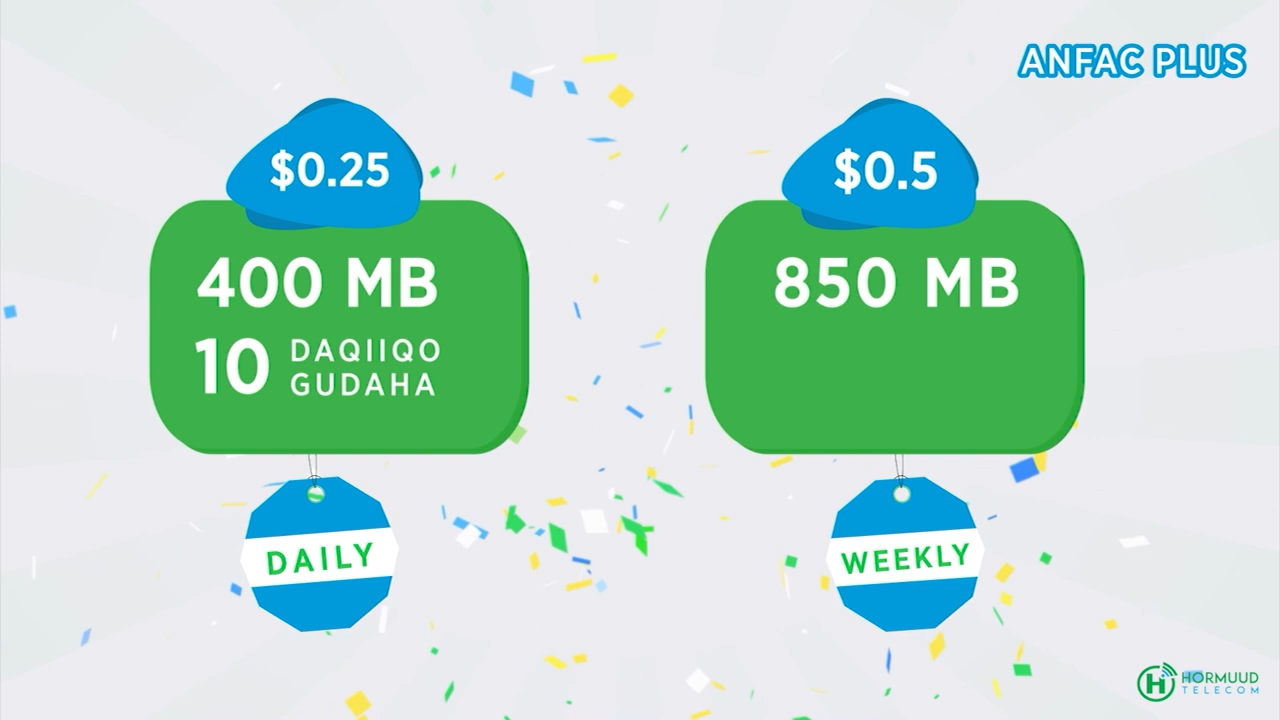 ANFAC PLUS
$0.25
400 MB
10 DAQIIQO
GUDAHA
DAILY
$0.5
850 MB
WEEKLY
HORMUUD
TELECOM